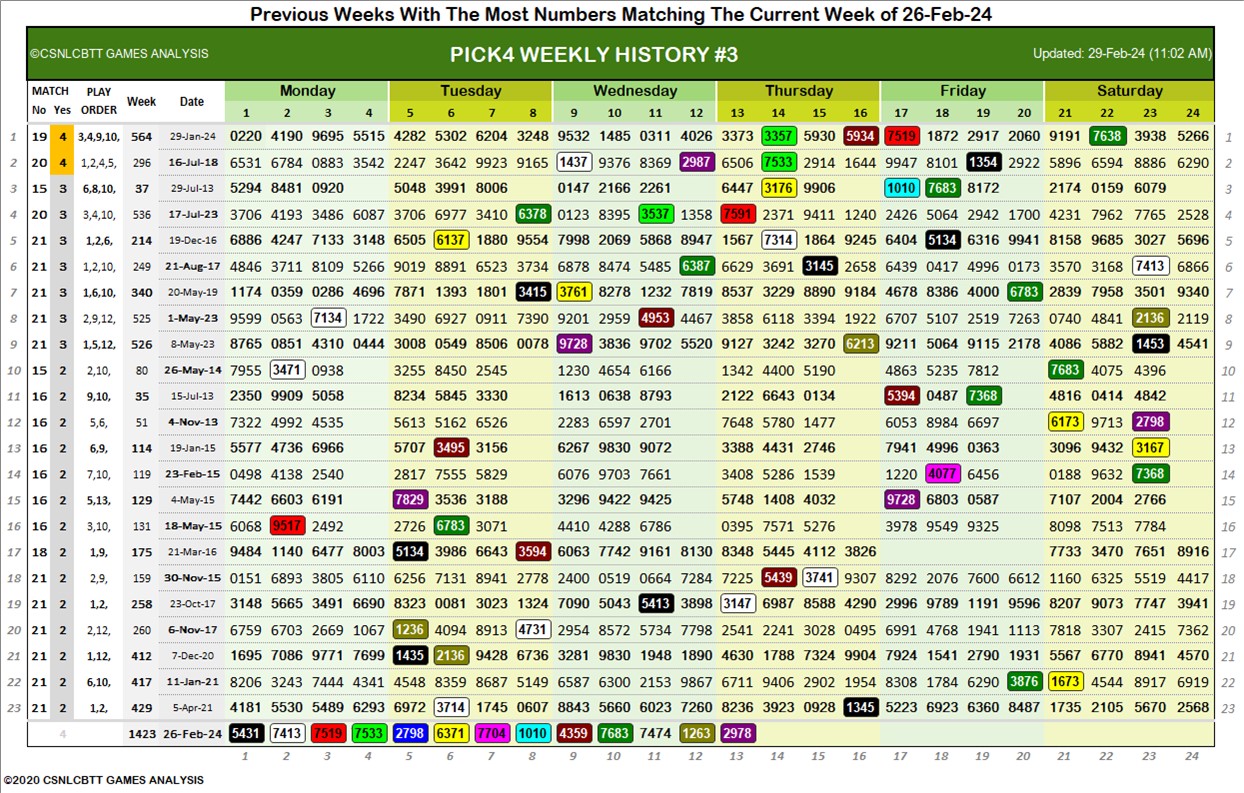 Previous Weeks With The Most Numbers Matching The Current Week of 26-Feb-24
©CSNLCBTT GAMES ANALYSIS PICK4 WEEKLY HISTORY #3 Updated: 29-Feb-24 (11:02 AM)
MATCH PLAY Week Date Monday Tuesday Wednesday Thursday Friday Saturday
No Yes ORDER 1 2 3 4 5 6 7 8 9 10 11 12 13 14 15 16 17 18 19 20 21 22 23 24
1 19 4 3,4,9,10, 564 29-Jan-24 0220 4190 9695 5515 4282 5302 6204 3248 9532 1485 0311 4026 3373 3357 5930 5934 7519 1872 2917 2060 9191 7638 3938 5266 1
2 20 4 1,2,4,5, 296 16-Jul-18 6531 6784 0883 3542 2247 3642 9923 9165 1437 9376 8369 2987 6506 7533 2914 1644 9947 8101 1354 2922 5896 6594 8886 6290 2
3 15 3 6,8,10, 37 29-Jul-13 5294 8481 0920 5048 3991 8006 0147 2166 2261 6447 3176 9906 1010 7683 8172 2174 0159 6079 3
4 20 3 3,4,10, 536 17-Jul-23 3706 4193 3486 6087 3706 6977 3410 6378 0123 8395 3537 1358 7591 2371 9411 1240 2426 5064 2942 1700 4231 7962 7765 2528 4
5 21 3 1,2,6, 214 19-Dec-16 6886 4247 7133 3148 6505 6137 1880 9554 7998 2069 5868 8947 1567 7314 1864 9245 6404 5134 6316 9941 8158 9685 3027 5696 5
6 21 3 1,2,10, 249 21-Aug-17 4846 3711 8109 5266 9019 8891 6523 3734 6878 8474 5485 6387 6629 3691 3145 2658 6439 0417 4996 0173 3570 3168 7413 6866 6
7 21 3 1,6,10, 340 20-May-19 1174 0359 0286 4696 7871 1393 1801 3415 3761 8278 1232 7819 8537 3229 8890 9184 4678 8386 4000 6783 2839 7958 3501 9340 7
8 21 3 2,9,12, 525 1-May-23 9599 0563 7134 1722 3490 6927 0911 7390 9201 2959 4953 4467 3858 6118 3394 1922 6707 5107 2519 7263 0740 4841 2136 2119 8
9 21 3 1,5,12, 526 8-May-23 8765 0851 4310 0444 3008 0549 8506 0078 9728 3836 9702 5520 9127 3242 3270 6213 9211 5064 9115 2178 4086 5882 1453 4541 9
10 15 2 2,10, 80 26-May-14 7955 3471 0938 3255 8450 2545 1230 4654 6166 1342 4400 5190 4863 5235 7812 7683 4075 4396 10
11 16 2 9,10, 35 15-Jul-13 2350 9909 5058 8234 5845 3330 1613 0638 8793 2122 6643 0134 5394 0487 7368 4816 0414 4842 11
12 16 2 5,6, 51 4-Nov-13 7322 4992 4535 5613 5162 6526 2283 6597 2701 7648 5780 1477 6053 8984 6697 6173 9713 2798 12
13 16 2 6,9, 114 19-Jan-15 5577 4736 6966 5707 3495 3156 6267 9830 9072 3388 4431 2746 7941 4996 0363 3096 9432 3167 13
14 16 2 7,10, 119 23-Feb-15 0498 4138 2540 2817 7555 5829 6076 9703 7661 3408 5286 1539 1220 4077 6456 0188 9632 7368 14
15 16 2 5,13, 129 4-May-15 7442 6603 6191 7829 3536 3188 3296 9422 9425 5748 1408 4032 9728 6803 0587 7107 2004 2766 15
16 16 2 3,10, 131 18-May-15 6068 9517 2492 2726 6783 3071 4410 4288 6786 0395 7571 5276 3978 9549 9325 8098 7513 7784 16
17 18 2 1,9, 175 21-Mar-16 9484 1140 6477 8003 5134 3986 6643 3594 6063 7742 9161 8130 8348 5445 4112 3826 7733 3470 7651 8916 17
18 21 2 2,9, 159 30-Nov-15 0151 6893 3805 6110 6256 7131 8941 2778 2400 0519 0664 7284 7225 5439 3741 9307 8292 2076 7600 6612 1160 6325 5519 4417 18
19 21 2 1,2, 258 23-Oct-17 3148 5665 3491 6690 8323 0081 3023 1324 7090 5043 5413 3898 3147 6987 8588 4290 2996 9789 1191 9596 8207 9073 7747 3941 19
20 21 2 2,12, 260 6-Nov-17 6759 6703 2669 1067 1236 4094 8913 4731 2954 8572 5734 7798 2541 2241 3028 0495 6991 4768 1941 1113 7818 3307 2415 7362 20
21 21 2 1,12, 412 7-Dec-20 1695 7086 9771 7699 1435 2136 9428 6736 3281 9830 1948 1890 4630 1788 7324 9904 7924 1541 2790 1931 5567 6770 8941 4570 21
22 21 2 6,10, 417 11-Jan-21 8206 3243 7444 4341 4548 8359 8687 5149 6587 6300 2153 9867 6711 9406 2902 1954 8308 1784 6290 3876 1673 4544 8917 6919 22
23 21 2 1,2, 429 5-Apr-21 4181 5530 5489 6293 6972 3714 1745 0607 8843 5660 6023 7260 8236 3923 0928 1345 5223 6923 6360 8487 1735 2105 5670 2568 23
4 1423 26-Feb-24 5431 7413 7519 7533 2798 6371 7704 1010 4359 7683 7474 1263 2978
1 2 3 4 5 6 7 8 9 10 11 12 13 14 15 16 17 18 19 20 21 22 23 24
©2020 CSNLCBTT GAMES ANALYSIS